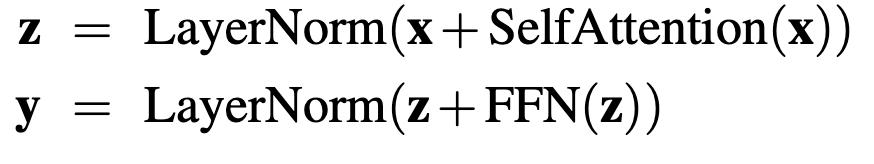 z = LayerNorm(x + SelfAttention(x))
y = LayerNorm(z + FFN(z))